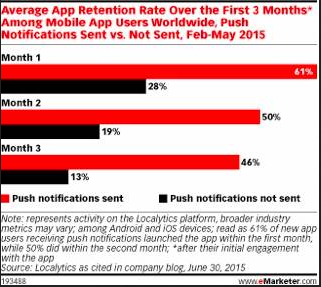 Average App Retention Rate Over the First 3 Months*
Among Mobile App Users Worldwide, Push
Notifications Sent vs. Not Sent, Feb-May 2015
Month 1
61%
28%
Month 2
50%
19%
Month 3
46%
13%
Push notifications sent
Push notifications not sent
Note: represents activity on the Localytics platform, broader industry
metrics may vary; among Android and iOS devices; read as 61% of new app
users receiving push notifications launched the app within the first month,
while 50% did within the second month; *after their initial engagement
with the app
Source: Localytics as cited in company blog, June 30, 2015
193488
www.eMarketer.com